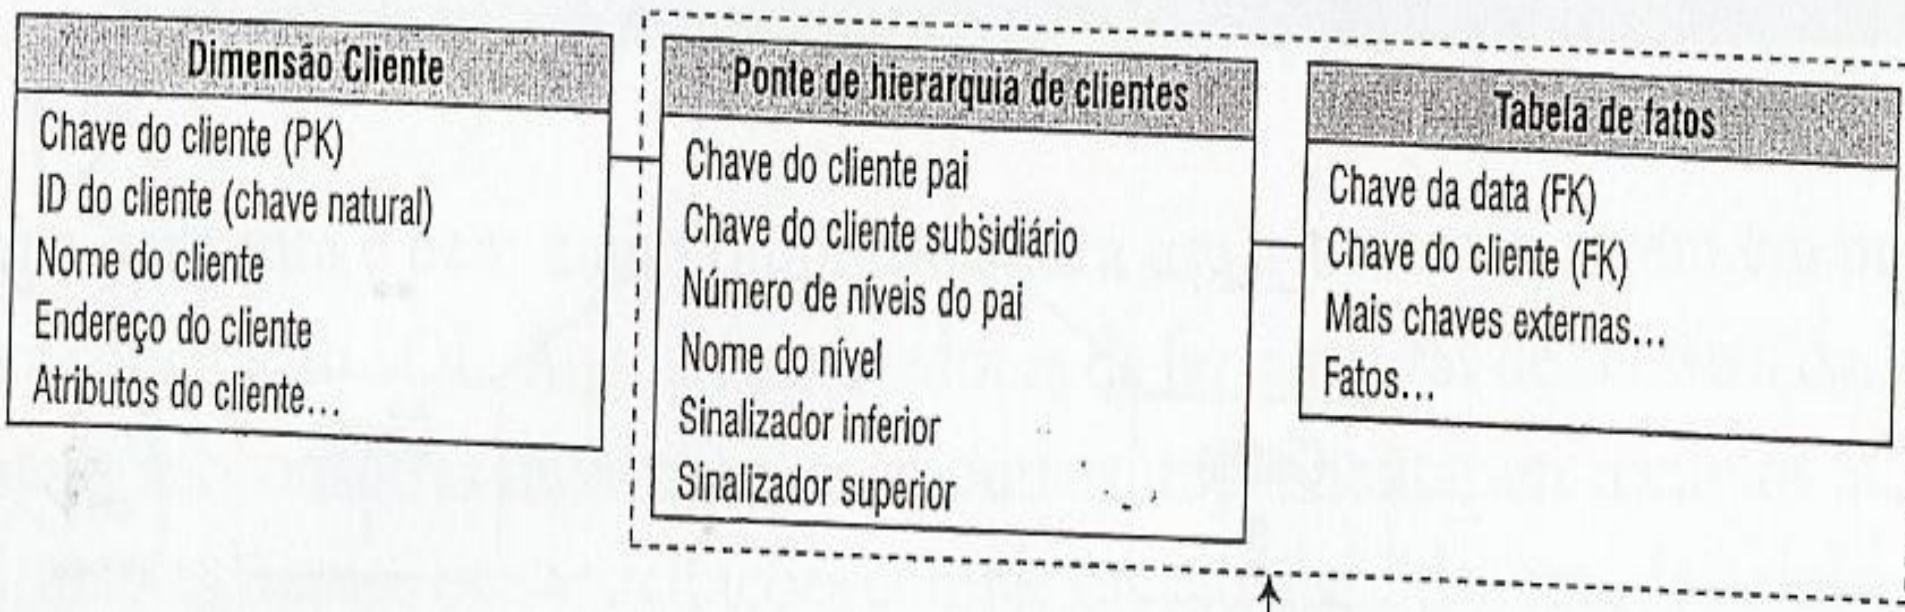 Dimensão Cliente
Chave do cliente (PK)
ID do cliente (chave natural)
Nome do cliente
Endereço do cliente
Atributos do cliente...
Ponte de hierarquia de clientes
Chave do cliente pai
Chave do cliente subsidiário
Número de níveis do pai
Nome do nível
Sinalizador inferior
Sinalizador superior
Tabela de fatos
Chave da data (FK)
Chave do cliente (FK)
Mais chaves externas...
Fatos...